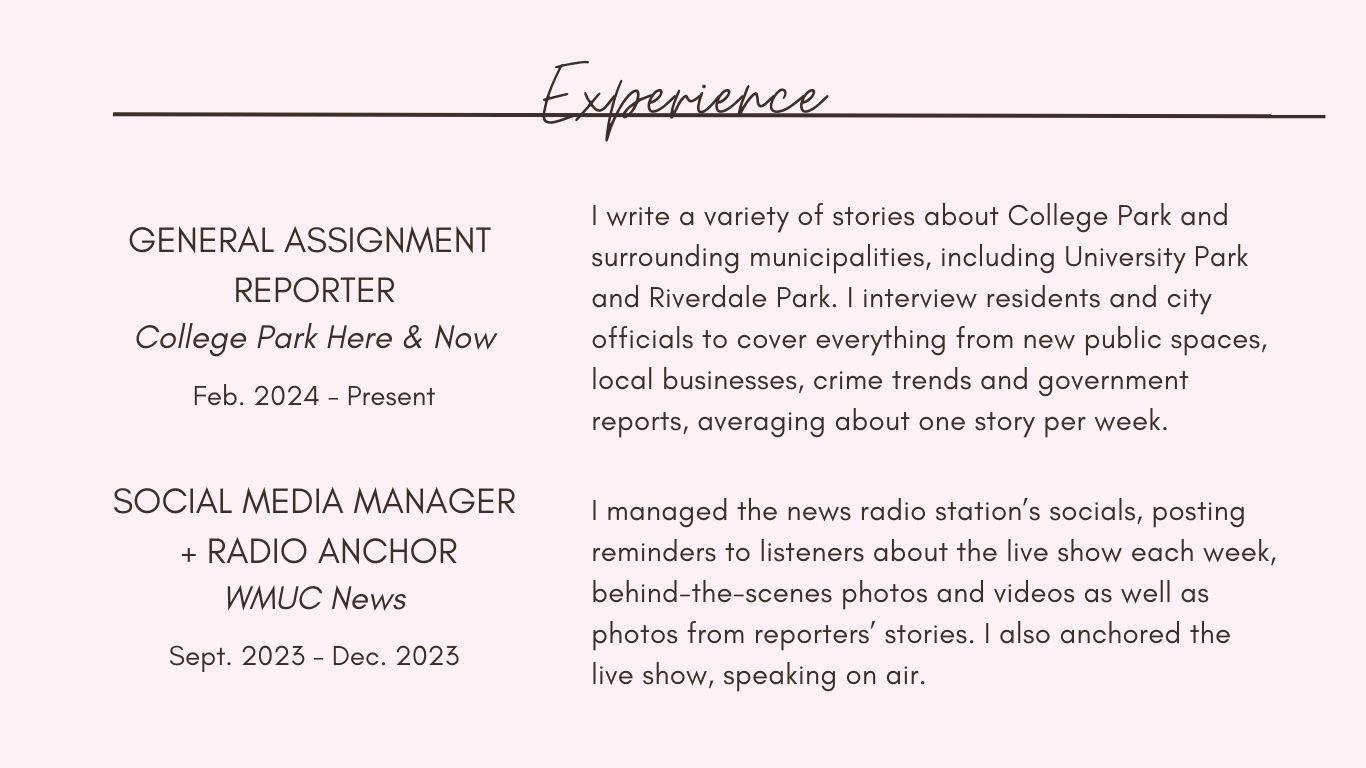 Experience
GENERAL ASSIGNMENT
REPORTER
College Park Here & Now
Feb. 2024 - Present
I write a variety of stories about College Park and
surrounding municipalities, including University Park
and Riverdale Park. I interview residents and city
officials to cover everything from new public spaces,
local businesses, crime trends and government
reports, averaging about one story per week.
SOCIAL MEDIA MANAGER
+ RADIO ANCHOR
WMUC News
Sept. 2023 - Dec. 2023
I managed the news radio station’s socials, posting
reminders to listeners about the live show each week,
behind-the-scenes photos and videos as well as
photos from reporters’ stories. I also anchored the
live show, speaking on air.